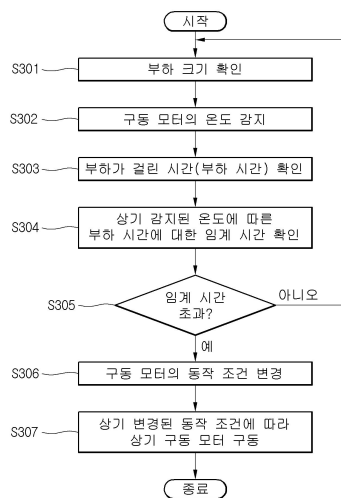 시작
S301
부하 크기 확인
S302
구동 모터의 온도 감지
S303
부하가 걸린 시간(부하 시간) 확인
S304
상기 감지된 온도에 따른
부하 시간에 대한 임계 시간 확인
S305
임계 시간
초과?
아니오
예
S306
구동 모터의 동작 조건 변경
S307
상기 변경된 동작 조건에 따라
상기 구동 모터 구동
종료